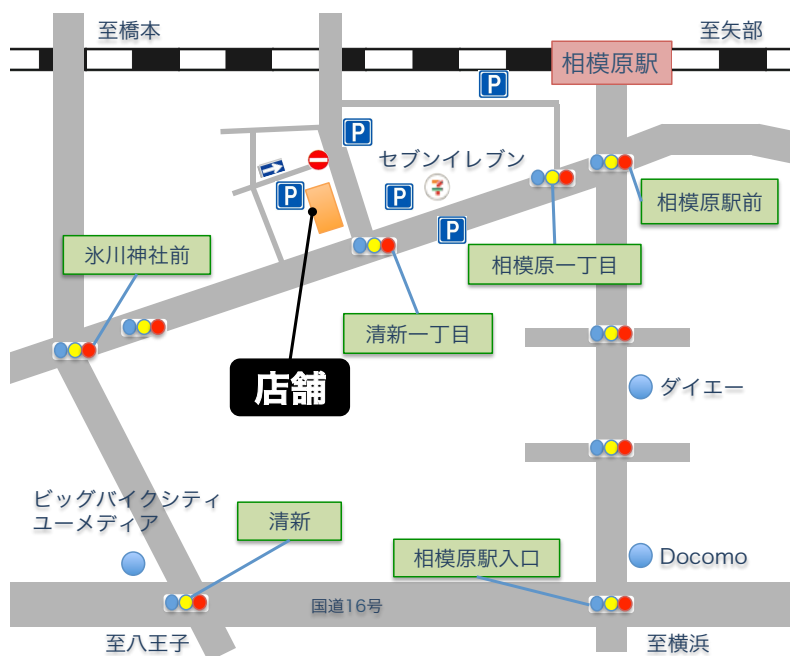 至橋本
至矢部
相模原駅
P
P
セブンイレブン
7
P
P
P
相模原駅前
氷川神社前
相模原一丁目
清新一丁目
店舗
ダイエー
ビッグバイクシティ
ユーメディア
清新
相模原駅入口
Docomo
国道16号
至八王子
至横浜